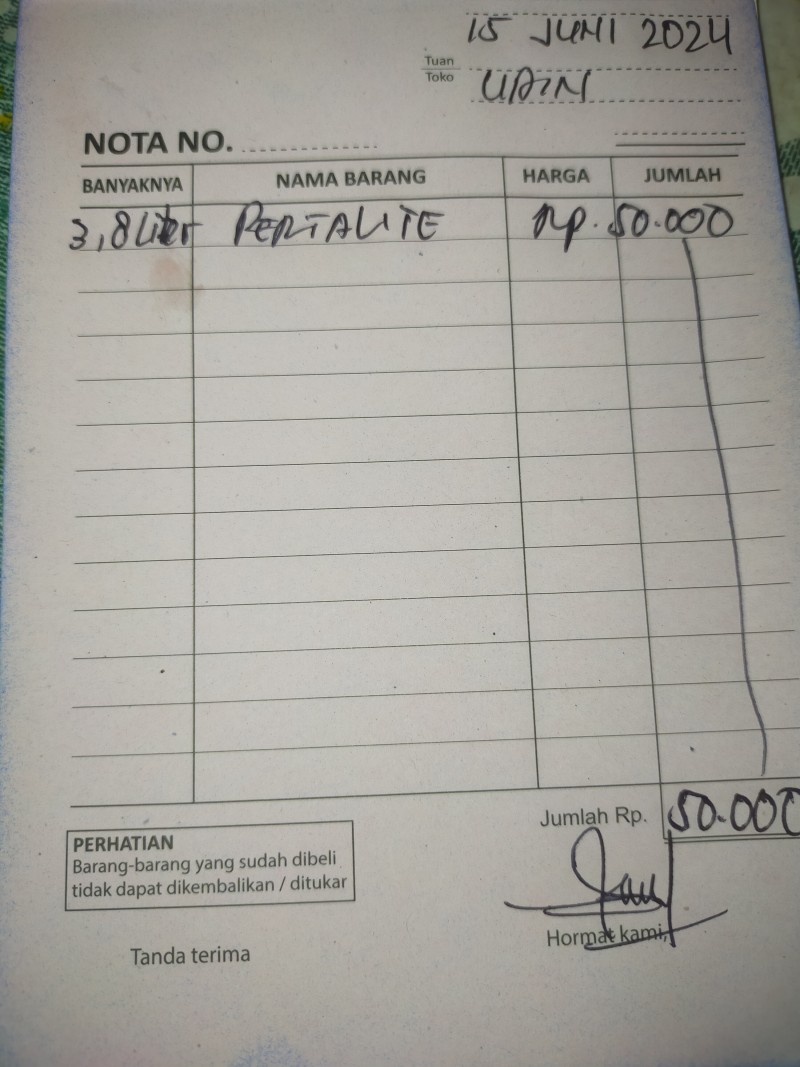 15 JUNI 2024
Tuan
Toko
UDIN
NOTA NO.
BANYAKNYA NAMA BARANG HARGA JUMLAH
3,8 Liter PERTALITE Rp. 50.000
Jumlah Rp. 50.000
PERHATIAN
Barang-barang yang sudah dibeli
tidak dapat dikembalikan / ditukar
Hormat kami,
Tanda terima